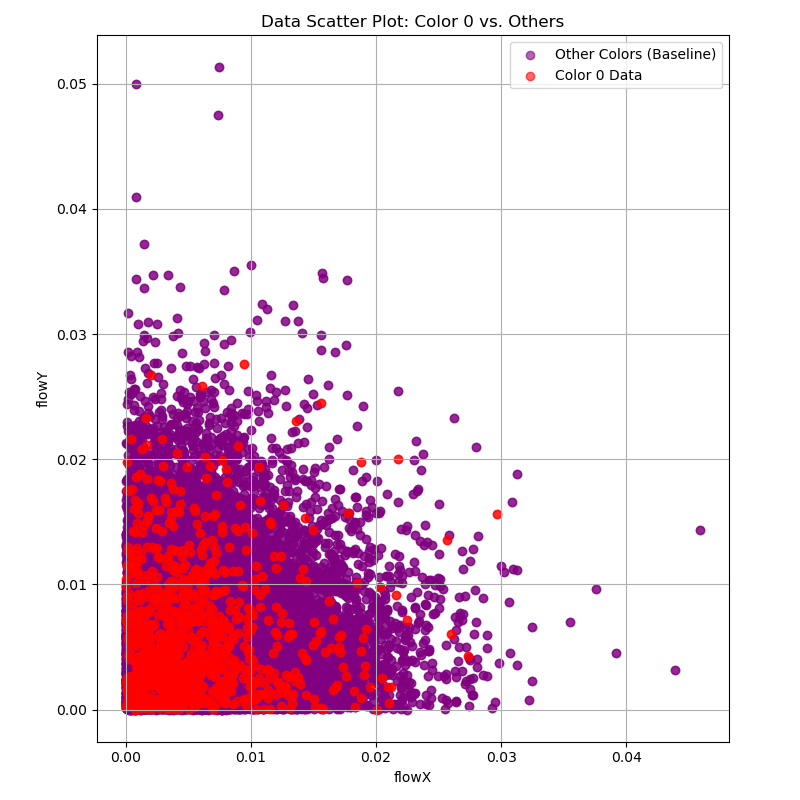 Data Scatter Plot: Color 0 vs. Others
Other Colors (Baseline)
Color 0 Data
flowY
0.05
0.04
0.03
0.02
0.01
0.00
0.00 0.01 0.02 0.03 0.04
flowX